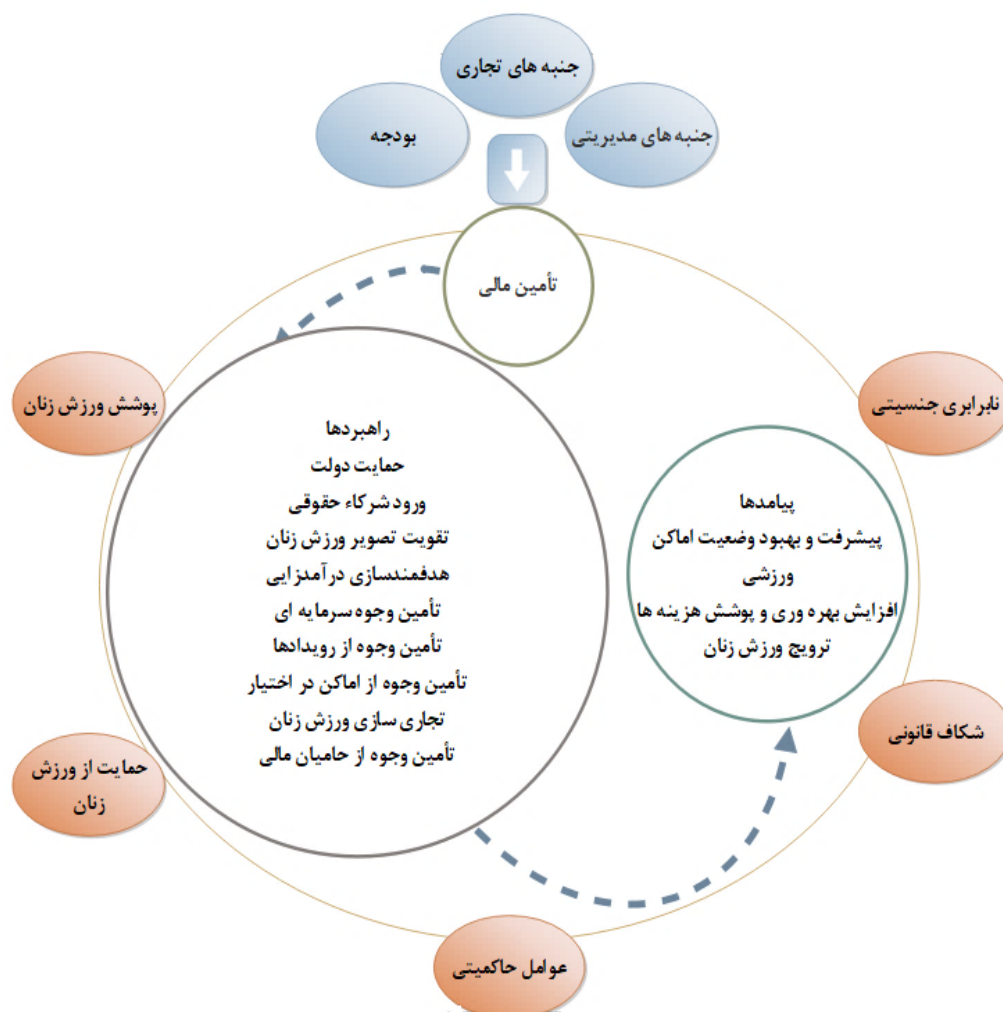 جنبه های تجاری
جنبه های مدیریتی
بودجه
تأمین مالی
نابرابری جنسیتی
پوشش ورزش زنان
راهبردها
حمایت دولت
ورود شرکاء حقوقی
تقویت تصویر ورزش زنان
هدفمندسازی درآمدزایی
تأمین وجوه سرمایه ای
تأمین وجوه از رویدادها
تأمین وجوه از اماکن در اختیار
تجاری سازی ورزش زنان
تأمین وجوه از حامیان مالی
پیامدها
پیشرفت و بهبود وضعیت اماکن
ورزشی
افزایش بهره وری و پوشش هزینه ها
ترویج ورزش زنان
شکاف قانونی
حمایت از ورزش
زنان
عوامل حاکمیتی